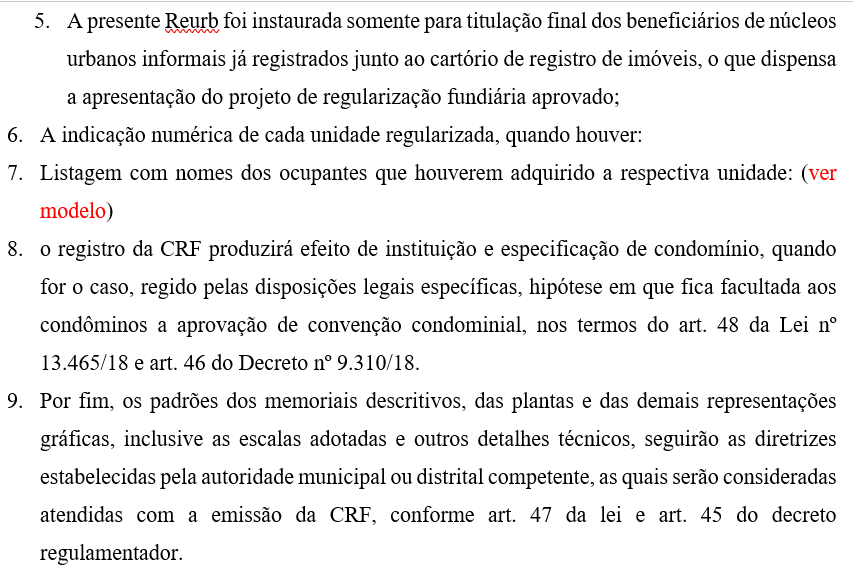 5. A presente Reurb foi instaurada somente para titulação final dos beneficiários de núcleos
urbanos informais já registrados junto ao cartório de registro de imóveis, o que dispensa
a apresentação do projeto de regularização fundiária aprovado;
6. A indicação numérica de cada unidade regularizada, quando houver:
7. Listagem com nomes dos ocupantes que houverem adquirido a respectiva unidade: (ver
modelo)
8. o registro da CRF produzirá efeito de instituição e especificação de condomínio, quando
for o caso, regido pelas disposições legais específicas, hipótese em que fica facultada aos
condôminos a aprovação de convenção condominial, nos termos do art. 48 da Lei nº
13.465/18 e art. 46 do Decreto nº 9.310/18.
9. Por fim, os padrões dos memoriais descritivos, das plantas e das demais representações
gráficas, inclusive as escalas adotadas e outros detalhes técnicos, seguirão as diretrizes
estabelecidas pela autoridade municipal ou distrital competente, as quais serão consideradas
atendidas com a emissão da CRF, conforme art. 47 da lei e art. 45 do decreto
regulamentador.